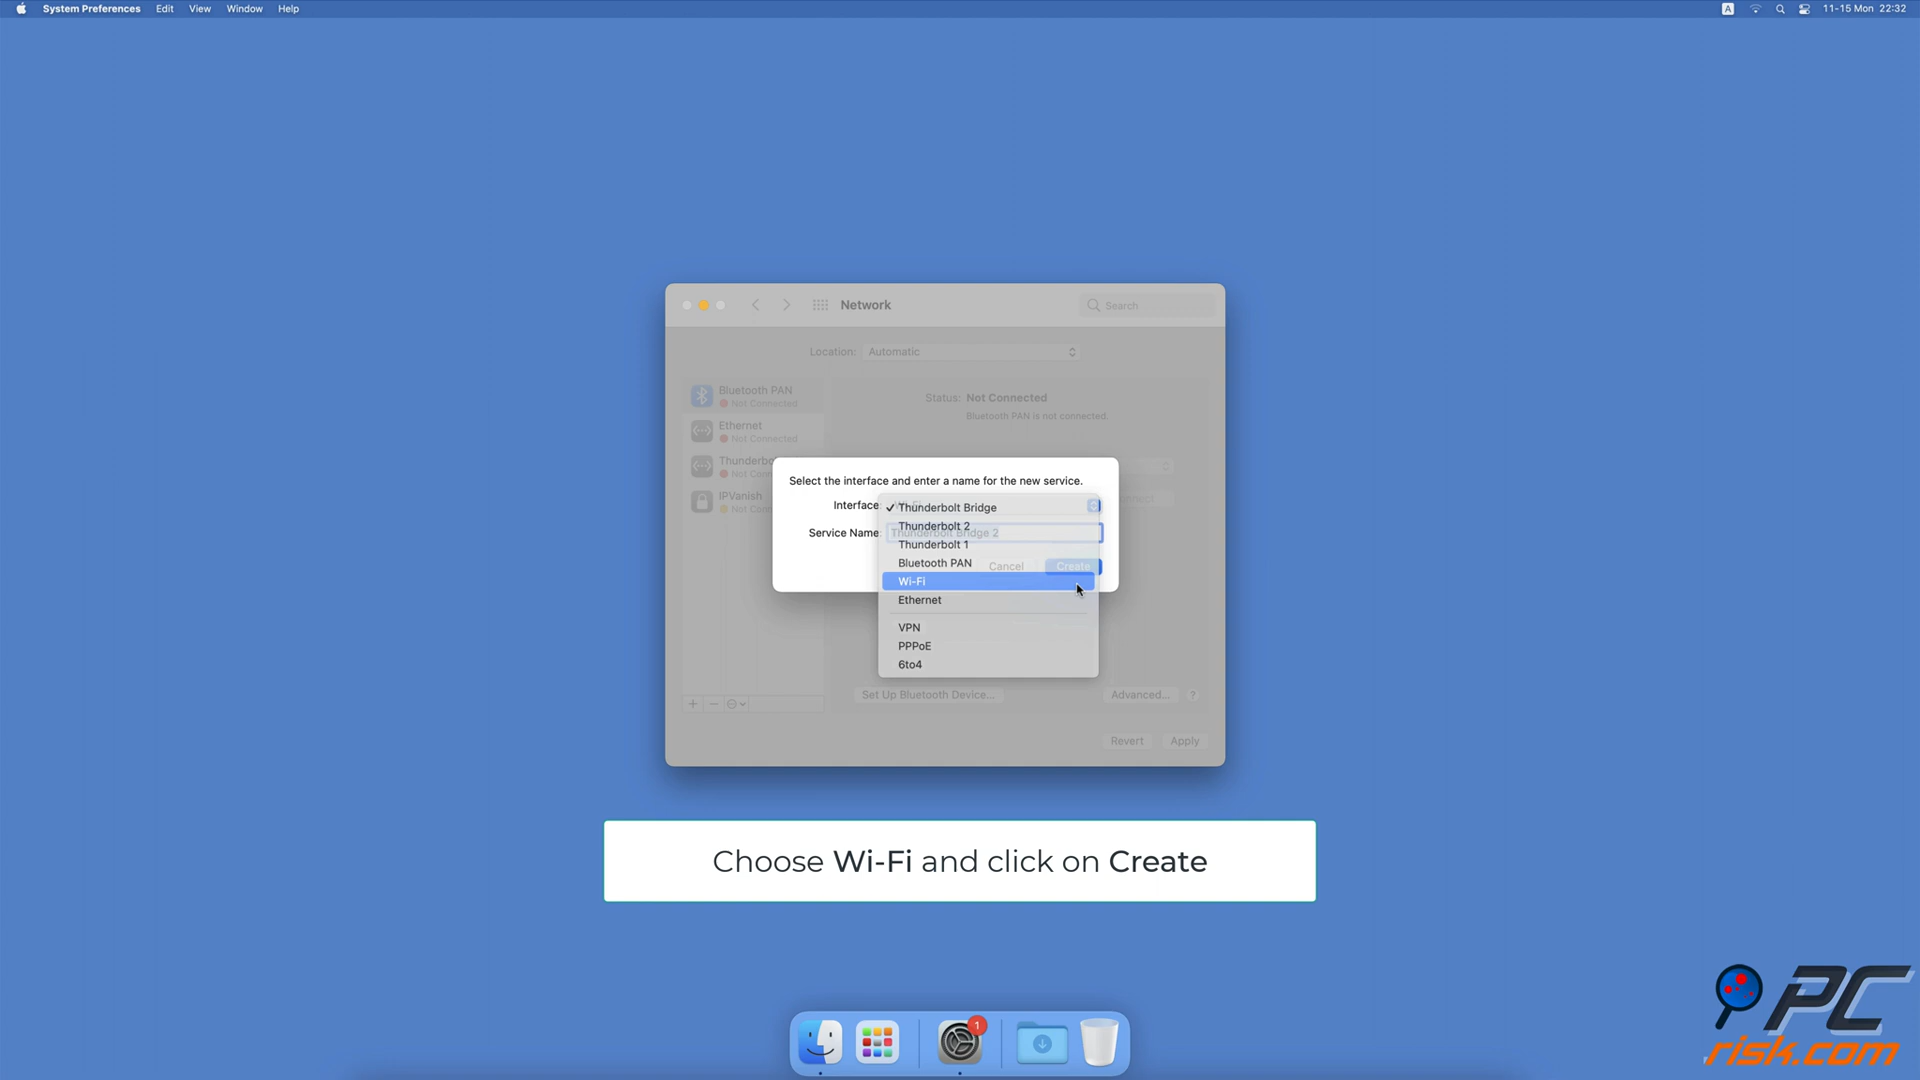 System Preferences Edit View Window Help
A 11-15 Mon 22:32
Network
Search
Location: Automatic
Bluetooth PAN
Not Connected
Status: Not Connected
Bluetooth PAN is not connected.
Ethernet
Not Connected
IPVanish
Select the interface and enter a name for the new service.
Interface:
✓ Thunderbolt Bridge
Service Name: Thunderbolt Bridge 2
Thunderbolt 2
Thunderbolt 1
Bluetooth PAN
Cancel Create
Wi-Fi
Ethernet
VPN
PPPoE
6to4
Set Up Bluetooth Device... Advanced... ?
Revert Apply
Choose Wi-Fi and click on Create
1
PC
risk.com